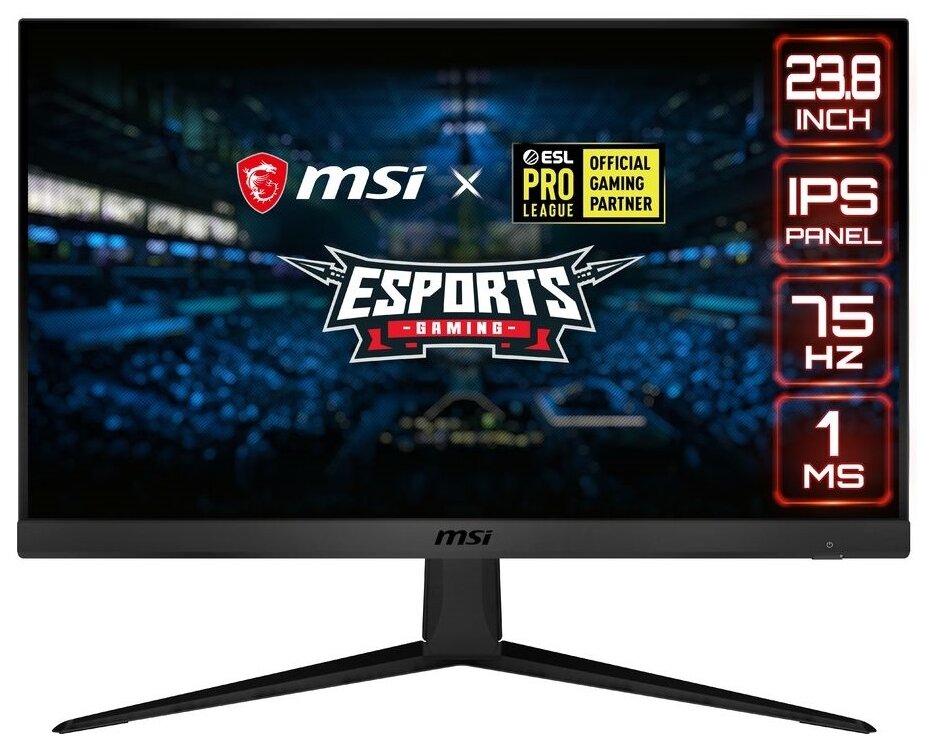 msi
×
ESL
PRO
LEAGUE
OFFICIAL
GAMING
PARTNER
ESPORTS
-GAMING-
23.8
INCH
IPS
PANEL
75
HZ
1
MS
msi